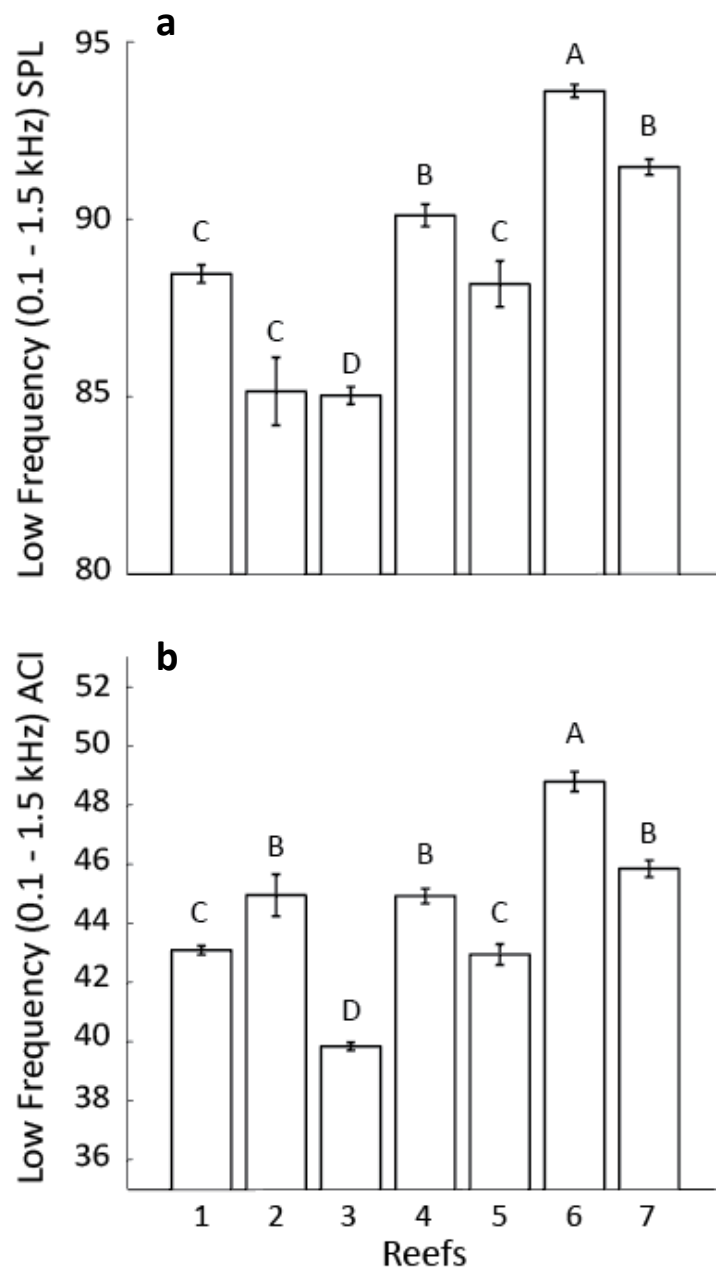 a
Low Frequency (0.1 - 1.5 kHz) SPL
95
90
85
80
C
C
D
B
C
A
B
b
Low Frequency (0.1 - 1.5 kHz) ACI
52
50
48
46
44
42
40
38
36
C
B
D
B
C
A
B
1 2 3 4 5 6 7
Reefs